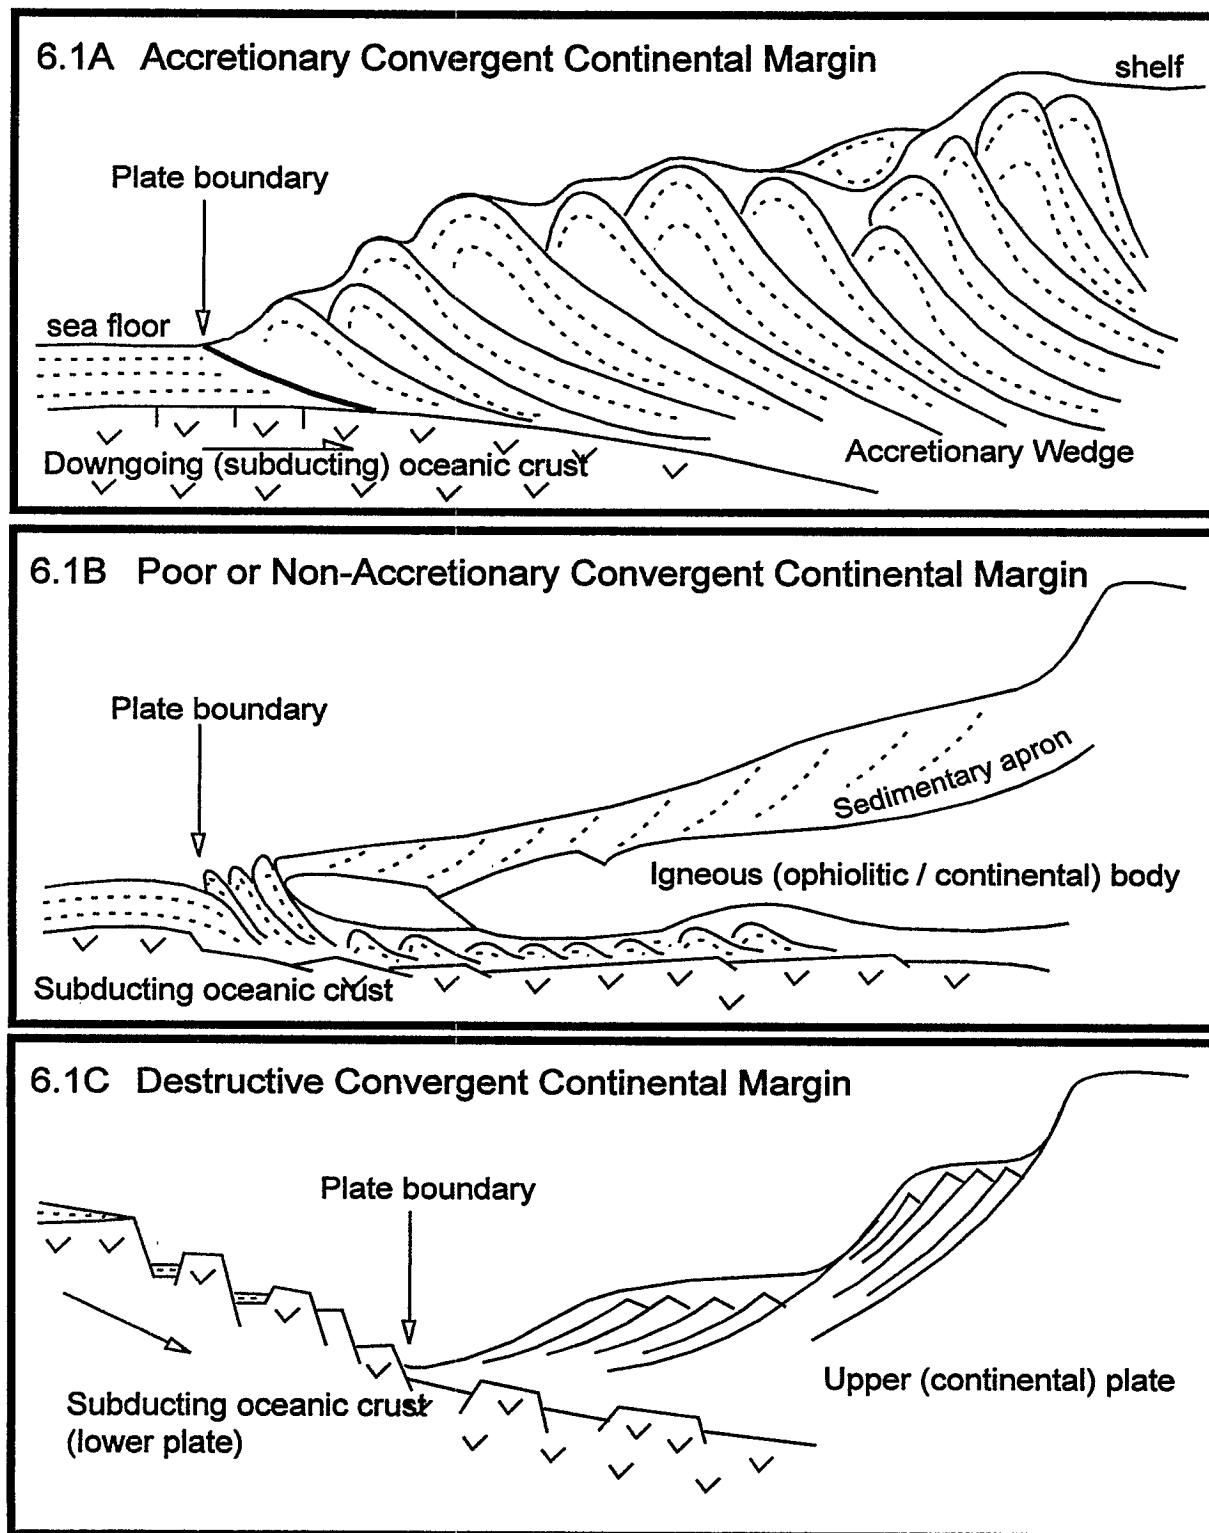 6.1A Accretionary Convergent Continental Margin
shelf
Plate boundary
sea floor
Downgoing (subducting) oceanic crust
Accretionary Wedge
6.1B Poor or Non-Accretionary Convergent Continental Margin
Plate boundary
Sedimentary apron
Igneous (ophiolitic / continental) body
Subducting oceanic crust
6.1C Destructive Convergent Continental Margin
Plate boundary
Upper (continental) plate
Subducting oceanic crust
(lower plate)